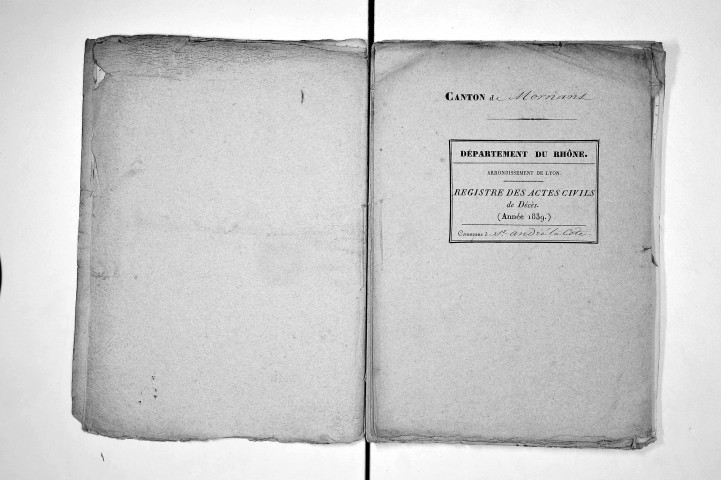 CANTON de Mornant
DÉPARTEMENT DU RHÔNE.
ARRONDISSEMENT DE LYON.
REGISTRE DES ACTES CIVILS
de Décès.
(Année 1839.)
Commune d St andré la Côte